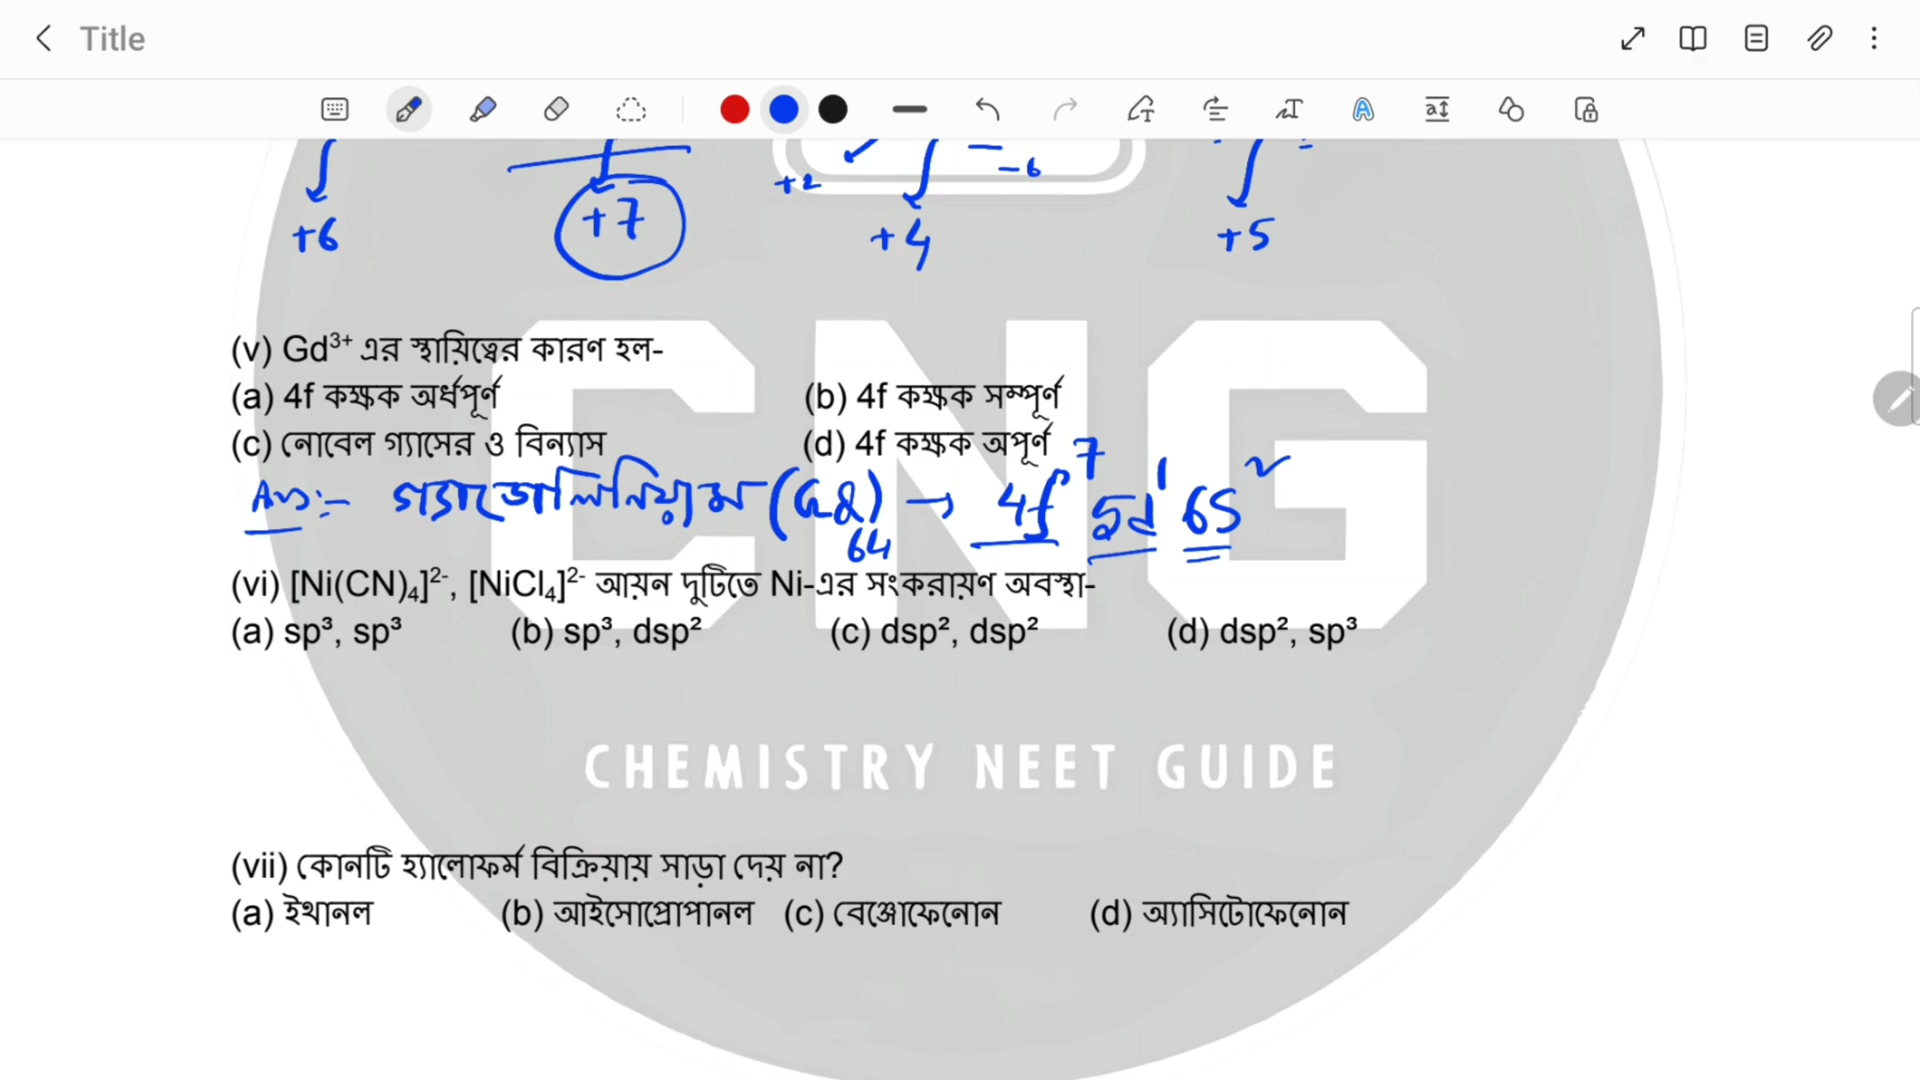 Title
+6
+7
+2
-6
+4
+5
(v) Gd³⁺ এর স্থায়িত্বের কারণ হল-
(a) 4f কক্ষক অর্ধপূর্ণ (b) 4f কক্ষক সম্পূর্ণ
(c) নোবেল গ্যাসের ও বিন্যাস (d) 4f কক্ষক অপূর্ণ
Ans:- গ্যাডোলিনিয়াম (Gd) → 4f⁷ 5d¹ 6S²
64
(vi) [Ni(CN)₄]²⁻, [NiCl₄]²⁻ আয়ন দুটিতে Ni-এর সংকরায়ণ অবস্থা-
(a) sp³, sp³ (b) sp³, dsp² (c) dsp², dsp² (d) dsp², sp³
CNG
CHEMISTRY NEET GUIDE
(vii) কোনটি হ্যালোফর্ম বিক্রিয়ায় সাড়া দেয় না?
(a) ইথানল (b) আইসোপ্রোপানল (c) বেঞ্জোফেনোন (d) অ্যাসিটোফেনোন